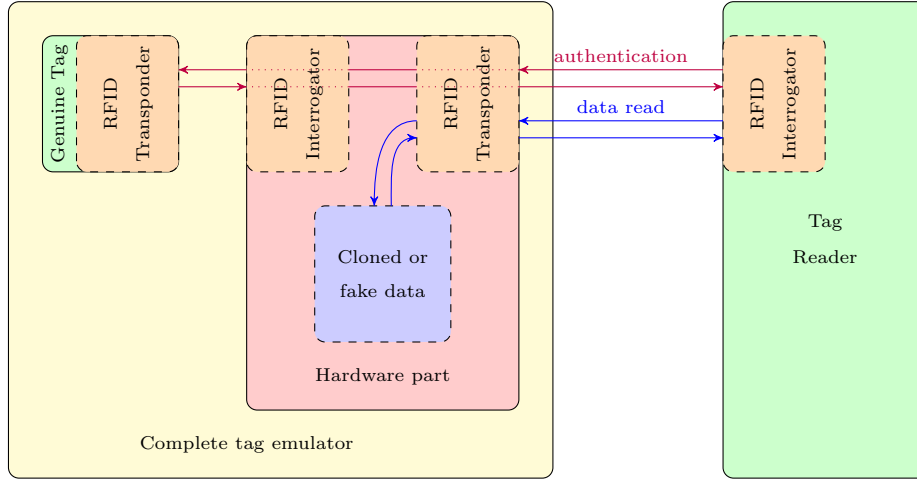 Genuine Tag
RFID
Transponder
RFID
Interrogator
RFID
Transponder
authentication
data read
RFID
Interrogator
Cloned or
fake data
Hardware part
Complete tag emulator
Tag
Reader